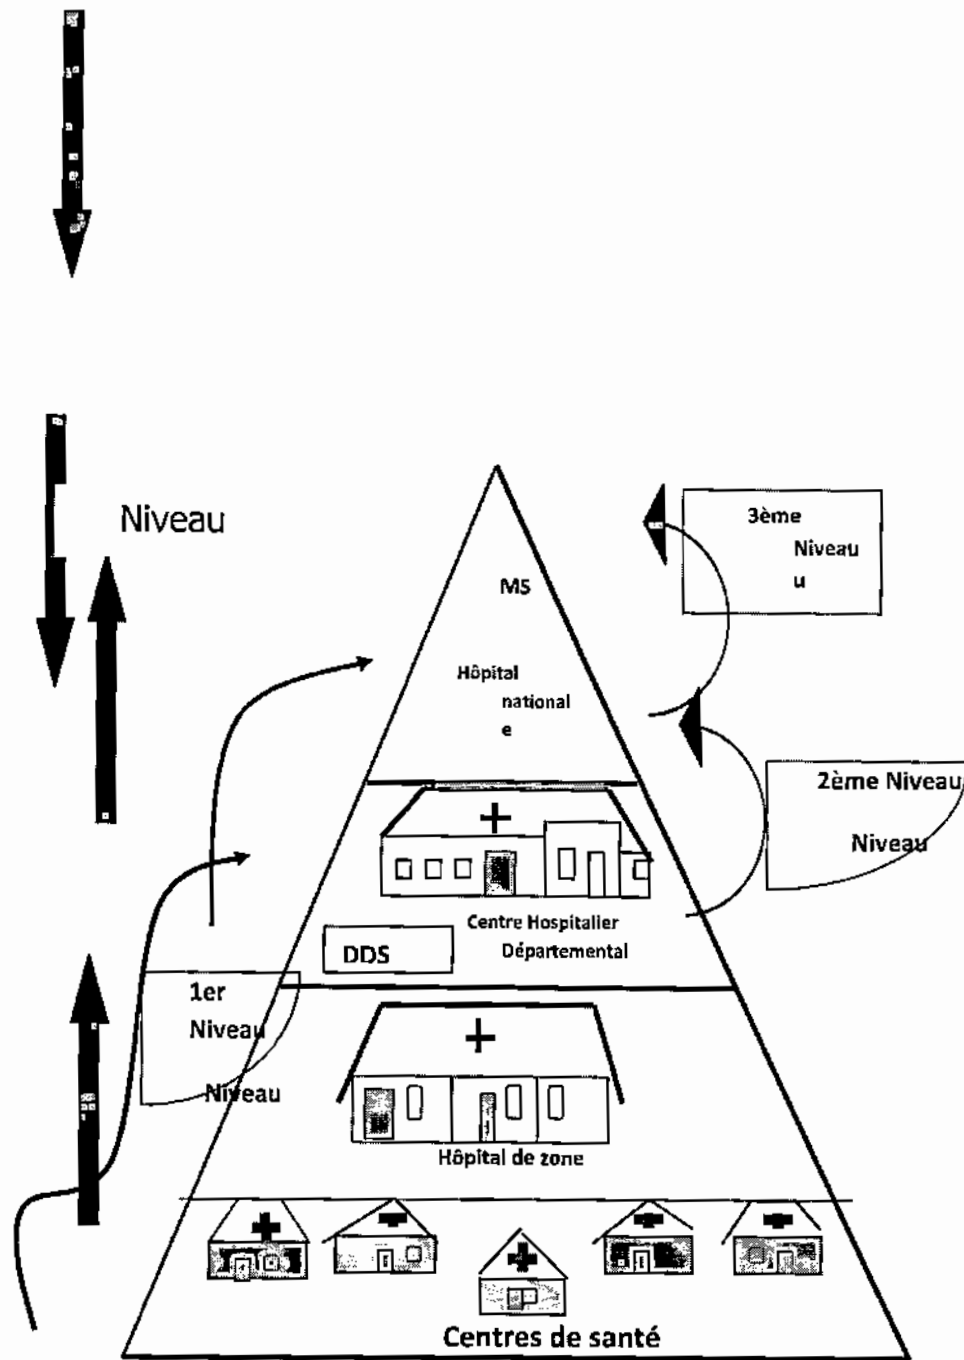 Niveau
3ème
Niveau
u
MS
Hôpital
national
e
2ème Niveau
Niveau
Centre Hospitalier
Départemental
DDS
1er
Niveau
Niveau
Hôpital de zone
Centres de santé